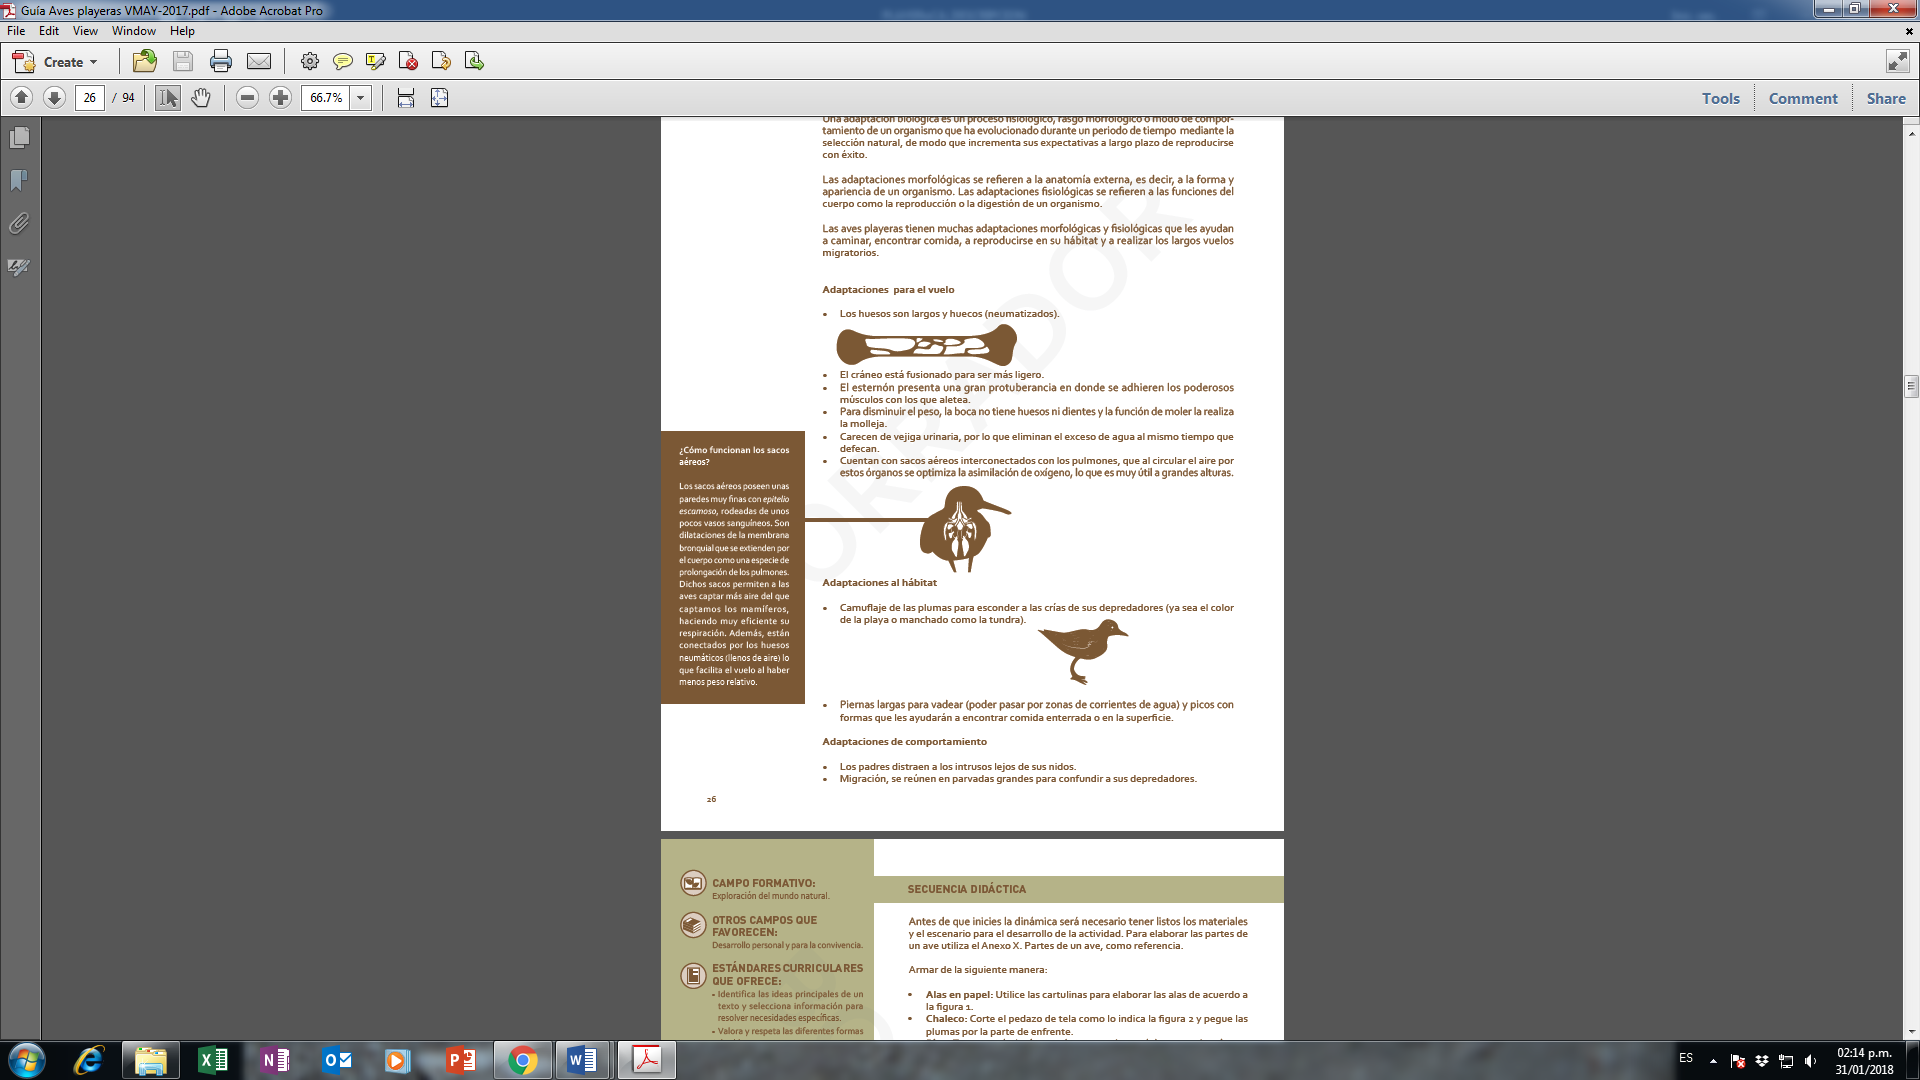 Guía Aves playeras VMAY-2017.pdf - Adobe Acrobat Pro
File Edit View Window Help
Create
26 / 94
66.7%
Tools Comment Share
Una adaptación biológica es un proceso fisiológico, rasgo morfológico o modo de compor-
tamiento de un organismo que ha evolucionado durante un periodo de tiempo mediante la
selección natural, de modo que incrementa sus expectativas a largo plazo de reproducirse
con éxito.
Las adaptaciones morfológicas se refieren a la anatomía externa, es decir, a la forma y
apariencia de un organismo. Las adaptaciones fisiológicas se refieren a las funciones del
cuerpo como la reproducción o la digestión de un organismo.
Las aves playeras tienen muchas adaptaciones morfológicas y fisiológicas que les ayudan
a caminar, encontrar comida, a reproducirse en su hábitat y a realizar los largos vuelos
migratorios.
Adaptaciones para el vuelo
• Los huesos son largos y huecos (neumatizados).
• El cráneo está fusionado para ser más ligero.
• El esternón presenta una gran protuberancia en donde se adhieren los poderosos
músculos con los que aletea.
• Para disminuir el peso, la boca no tiene huesos ni dientes y la función de moler la realiza
la molleja.
• Carecen de vejiga urinaria, por lo que eliminan el exceso de agua al mismo tiempo que
defecan.
• Cuentan con sacos aéreos interconectados con los pulmones, que al circular el aire por
estos órganos se optimiza la asimilación de oxígeno, lo que es muy útil a grandes alturas.
¿Cómo funcionan los sacos
aéreos?
Los sacos aéreos poseen unas
paredes muy finas con epitelio
escamoso, rodeadas de unos
pocos vasos sanguíneos. Son
dilataciones de la membrana
bronquial que se extienden por
el cuerpo como una especie de
prolongación de los pulmones.
Dichos sacos permiten a las
aves captar más aire del que
captamos los mamíferos,
haciendo muy eficiente su
respiración. Además, están
conectados por los huesos
neumáticos (llenos de aire) lo
que facilita el vuelo al haber
menos peso relativo.
Adaptaciones al hábitat
• Camuflaje de las plumas para esconder a las crías de sus depredadores (ya sea el color
de la playa o manchado como la tundra).
• Piernas largas para vadear (poder pasar por zonas de corrientes de agua) y picos con
formas que les ayudarán a encontrar comida enterrada o en la superficie.
Adaptaciones de comportamiento
• Los padres distraen a los intrusos lejos de sus nidos.
• Migración, se reúnen en parvadas grandes para confundir a sus depredadores.
26
ORRADOR
CAMPO FORMATIVO:
Exploración del mundo natural.
OTROS CAMPOS QUE
FAVORECEN:
Desarrollo personal y para la convivencia.
ESTÁNDARES CURRICULARES
QUE OFRECE:
- Identifica las ideas principales de un
texto y selecciona información para
resolver necesidades específicas.
- Valora y respeta las diferentes formas
SECUENCIA DIDÁCTICA
Antes de que inicies la dinámica será necesario tener listos los materiales
y el escenario para el desarrollo de la actividad. Para elaborar las partes de
un ave utiliza el Anexo X. Partes de un ave, como referencia.
Armar de la siguiente manera:
• Alas en papel: Utilice las cartulinas para elaborar las alas de acuerdo a
la figura 1.
• Chaleco: Corte el pedazo de tela como lo indica la figura 2 y pegue las
plumas por la parte de enfrente.
ES
02:14 p.m.
31/01/2018